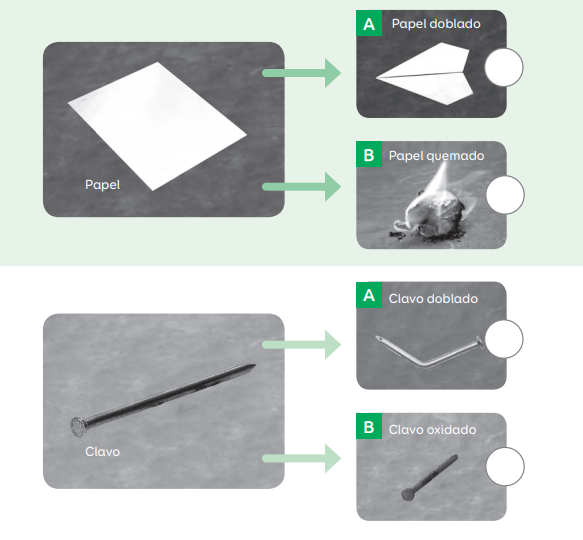 A Papel doblado
Papel
B Papel quemado
A Clavo doblado
Clavo
B Clavo oxidado